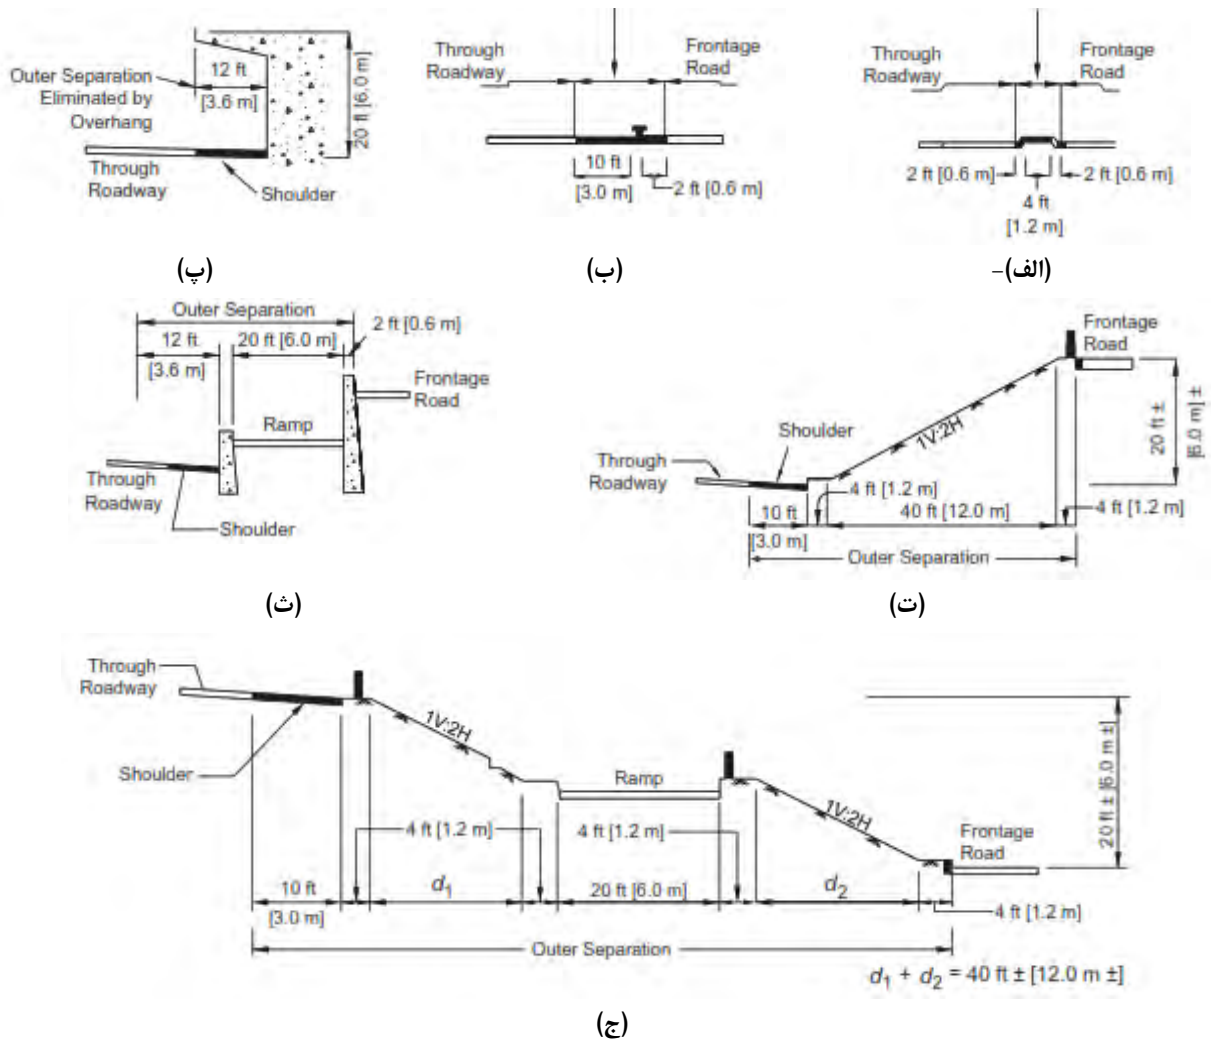 12 ft
[3.6 m]
20 ft [6.0 m]
Outer Separation
Eliminated by
Overhang
Through
Roadway
Shoulder
(پ)
Through
Roadway
Frontage
Road
10 ft
[3.0 m]
2 ft [0.6 m]
(ب)
Through
Roadway
Frontage
Road
2 ft [0.6 m]
2 ft [0.6 m]
4 ft
[1.2 m]
(الف)-
Outer Separation
2 ft [0.6 m]
12 ft
[3.6 m]
20 ft [6.0 m]
Frontage
Road
Ramp
Through
Roadway
Shoulder
(ث)
Frontage
Road
1V:2H
20 ft ±
[6.0 m] ±
Shoulder
Through
Roadway
4 ft [1.2 m]
10 ft
[3.0 m]
40 ft [12.0 m]
4 ft [1.2 m]
Outer Separation
(ت)
Through
Roadway
Shoulder
1V:2H
Ramp
1V:2H
20 ft ± [6.0 m ±]
4 ft [1.2 m]
4 ft [1.2 m]
Frontage
Road
10 ft
[3.0 m]
d1
20 ft [6.0 m]
d2
4 ft [1.2 m]
Outer Separation
d1 + d2 = 40 ft ± [12.0 m ±]
(ج)